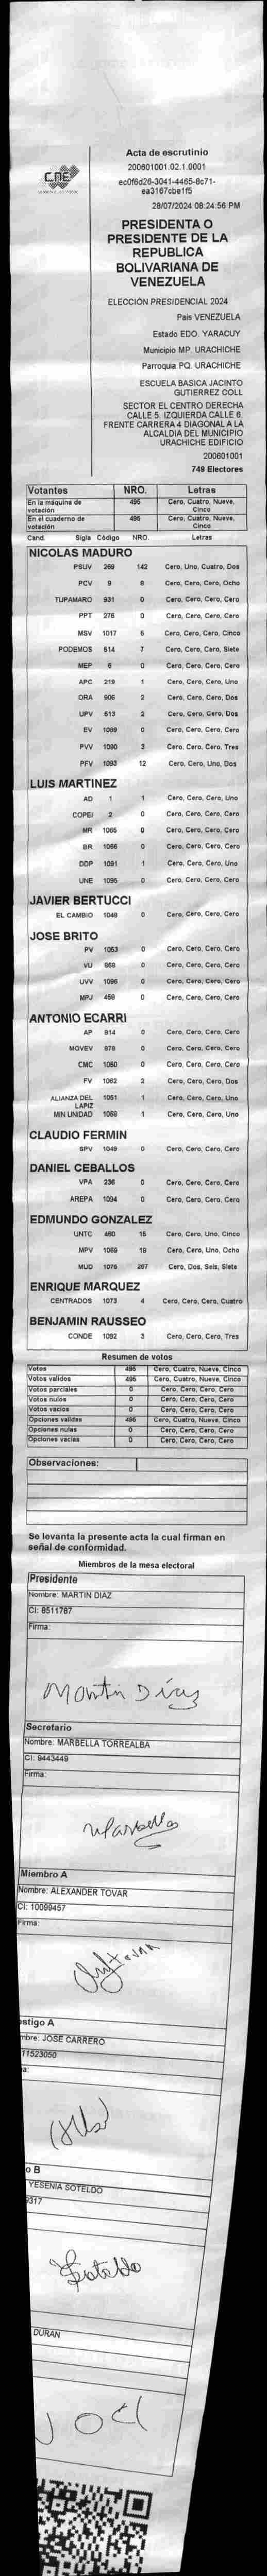 CNE
Acta de escrutinio
200601001.02.1.0001
ec0f6d26-3041-4465-8c71-
ea3167cbe1f5
28/07/2024 08:24:56 PM
PRESIDENTA O
PRESIDENTE DE LA
REPUBLICA
BOLIVARIANA DE
VENEZUELA
ELECCIÓN PRESIDENCIAL 2024
Pais VENEZUELA
Estado EDO. YARACUY
Municipio MP. URACHICHE
Parroquia PQ. URACHICHE
ESCUELA BASICA JACINTO
GUTIERREZ COLL
SECTOR EL CENTRO DERECHA
CALLE 5. IZQUIERDA CALLE 6.
FRENTE CARRERA 4 DIAGONAL A LA
ALCALDIA DEL MUNICIPIO
URACHICHE EDIFICIO
200601001
749 Electores
Votantes NRO. Letras
En la máquina de votación 495 Cero, Cuatro, Nueve, Cinco
En el cuaderno de votación 495 Cero, Cuatro, Nueve, Cinco
Cand. Sigla Código NRO. Letras
NICOLAS MADURO
PSUV 269 142 Cero, Uno, Cuatro, Dos
PCV 9 8 Cero, Cero, Cero, Ocho
TUPAMARO 931 0 Cero, Cero, Cero, Cero
PPT 276 0 Cero, Cero, Cero, Cero
MSV 1017 5 Cero, Cero, Cero, Cinco
PODEMOS 514 7 Cero, Cero, Cero, Siete
MEP 6 0 Cero, Cero, Cero, Cero
APC 219 1 Cero, Cero, Cero, Uno
ORA 906 2 Cero, Cero, Cero, Dos
UPV 613 2 Cero, Cero, Cero, Dos
EV 1089 0 Cero, Cero, Cero, Cero
PVV 1090 3 Cero, Cero, Cero, Tres
PFV 1093 12 Cero, Cero, Uno, Dos
LUIS MARTINEZ
AD 1 1 Cero, Cero, Cero, Uno
COPEI 2 0 Cero, Cero, Cero, Cero
MR 1065 0 Cero, Cero, Cero, Cero
BR 1066 0 Cero, Cero, Cero, Cero
DDP 1091 1 Cero, Cero, Cero, Uno
UNE 1095 0 Cero, Cero, Cero, Cero
JAVIER BERTUCCI
EL CAMBIO 1048 0 Cero, Cero, Cero, Cero
JOSE BRITO
PV 1053 0 Cero, Cero, Cero, Cero
VU 968 0 Cero, Cero, Cero, Cero
UVV 1096 0 Cero, Cero, Cero, Cero
MPJ 458 0 Cero, Cero, Cero, Cero
ANTONIO ECARRI
AP 914 0 Cero, Cero, Cero, Cero
MOVEV 978 0 Cero, Cero, Cero, Cero
CMC 1050 0 Cero, Cero, Cero, Cero
FV 1062 2 Cero, Cero, Cero, Dos
ALIANZA DEL LAPIZ 1051 1 Cero, Cero, Cero, Uno
MIN UNIDAD 1058 1 Cero, Cero, Cero, Uno
CLAUDIO FERMIN
SPV 1049 0 Cero, Cero, Cero, Cero
DANIEL CEBALLOS
VPA 236 0 Cero, Cero, Cero, Cero
AREPA 1094 0 Cero, Cero, Cero, Cero
EDMUNDO GONZALEZ
UNTC 460 15 Cero, Cero, Uno, Cinco
MPV 1069 18 Cero, Cero, Uno, Ocho
MUD 1076 267 Cero, Dos, Seis, Siete
ENRIQUE MARQUEZ
CENTRADOS 1073 4 Cero, Cero, Cero, Cuatro
BENJAMIN RAUSSEO
CONDE 1092 3 Cero, Cero, Cero, Tres
Resumen de votos
Votos 495 Cero, Cuatro, Nueve, Cinco
Votos validos 495 Cero, Cuatro, Nueve, Cinco
Votos parciales 0 Cero, Cero, Cero, Cero
Votos nulos 0 Cero, Cero, Cero, Cero
Votos vacios 0 Cero, Cero, Cero, Cero
Opciones validas 495 Cero, Cuatro, Nueve, Cinco
Opciones nulas 0 Cero, Cero, Cero, Cero
Opciones vacias 0 Cero, Cero, Cero, Cero
Observaciones:
Se levanta la presente acta la cual firman en
señal de conformidad.
Miembros de la mesa electoral
Presidente
Nombre: MARTIN DIAZ
CI: 8511787
Firma:
Martin Díaz
Secretario
Nombre: MARBELLA TORREALBA
CI: 9443449
Firma:
Marbella
Miembro A
Nombre: ALEXANDER TOVAR
CI: 10099457
Firma:
stigo A
mbre: JOSE CARRERO
11523050
a:
o B
YESENIA SOTELDO
317
Soteldo
DURAN